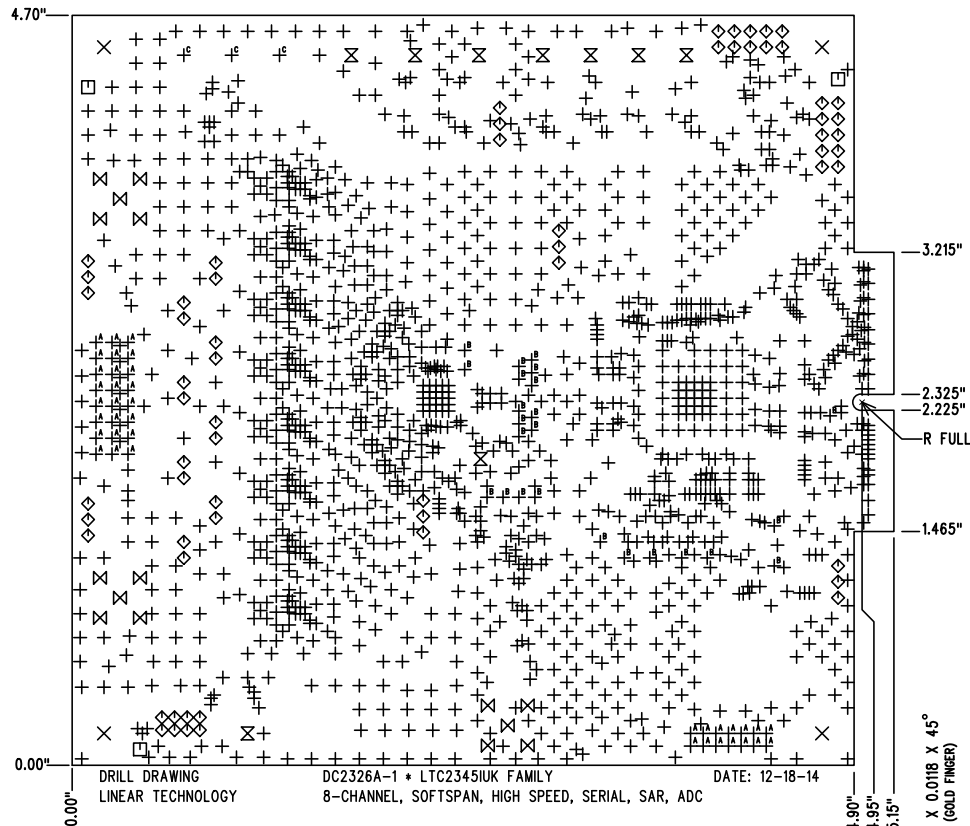 4.70"
3.215"
2.325"
2.225"
R FULL
1.465"
0.00"
DRILL DRAWING DC2326A-1 * LTC2345IUK FAMILY DATE: 12-18-14
LINEAR TECHNOLOGY 8-CHANNEL, SOFTSPAN, HIGH SPEED, SERIAL, SAR, ADC
X 0.0118 X 45°
(GOLD FINGER)